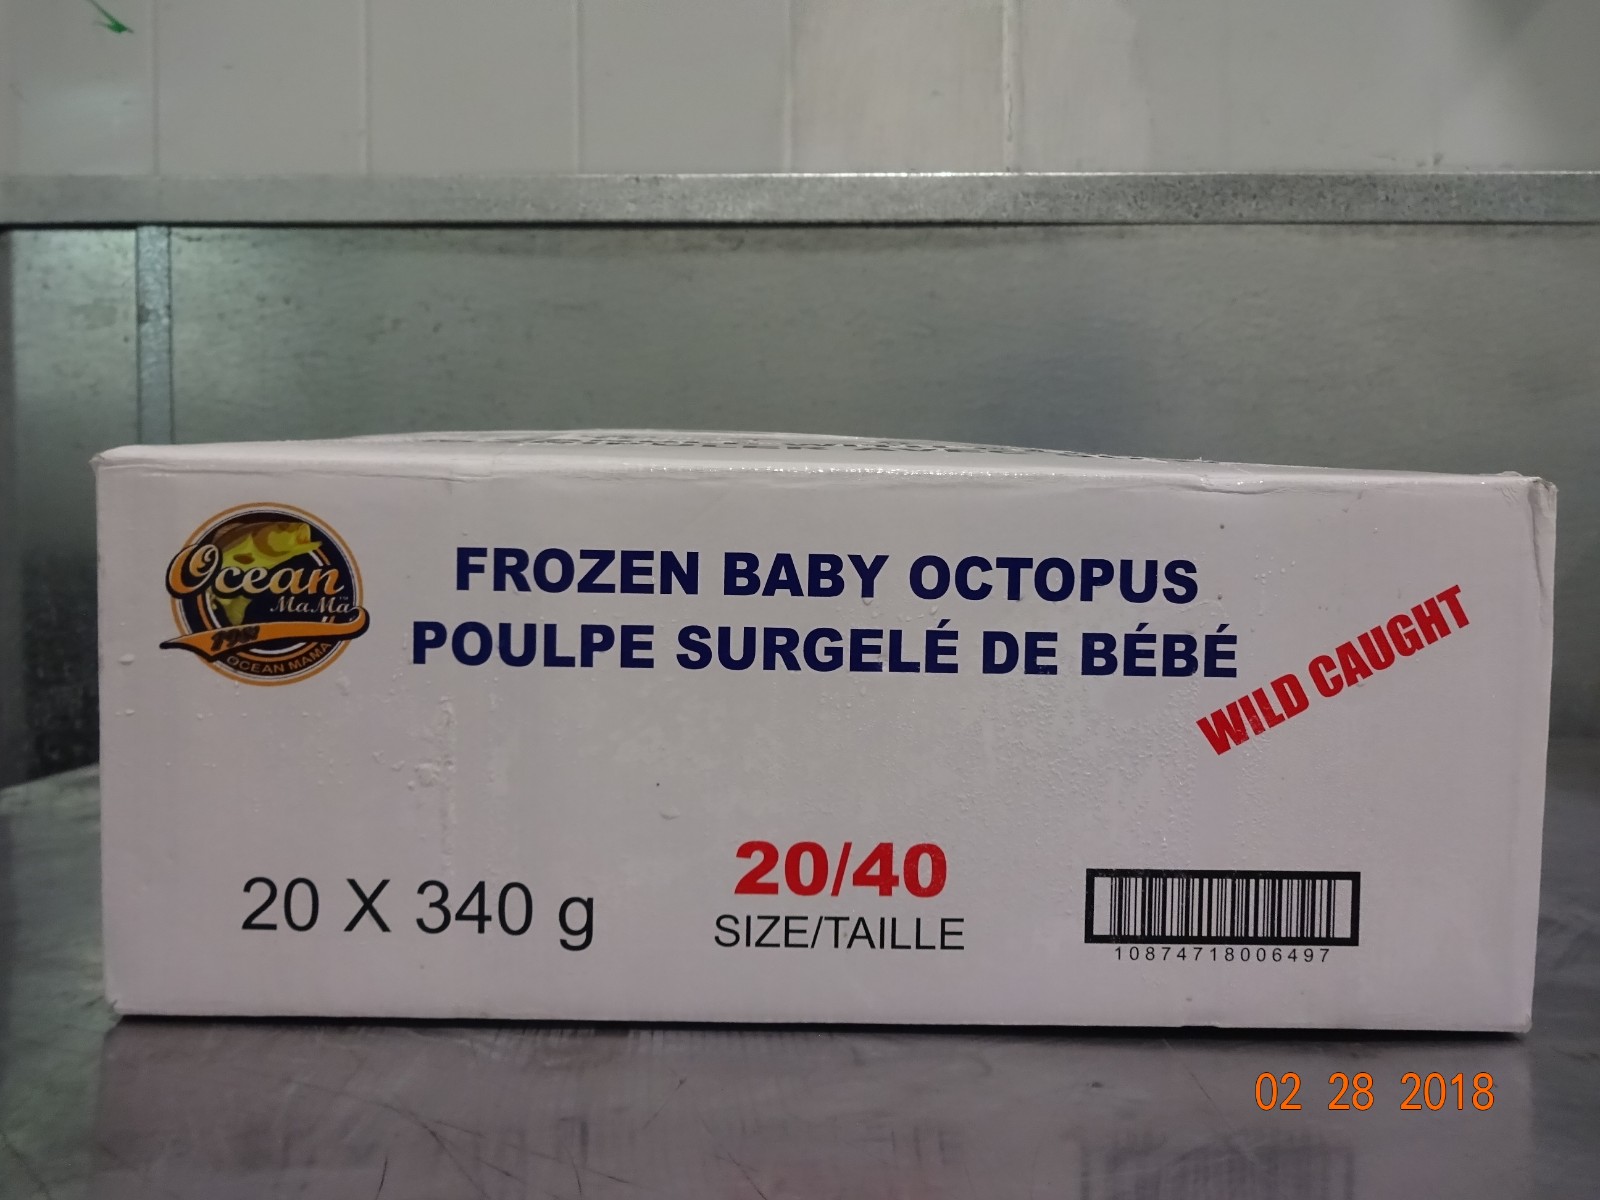 Ocean
MaMa
OCEAN MAMA
FROZEN BABY OCTOPUS
POULPE SURGELÉ DE BÉBÉ
WILD CAUGHT
20 X 340 g
20/40
SIZE/TAILLE
10874718006497
02 28 2018